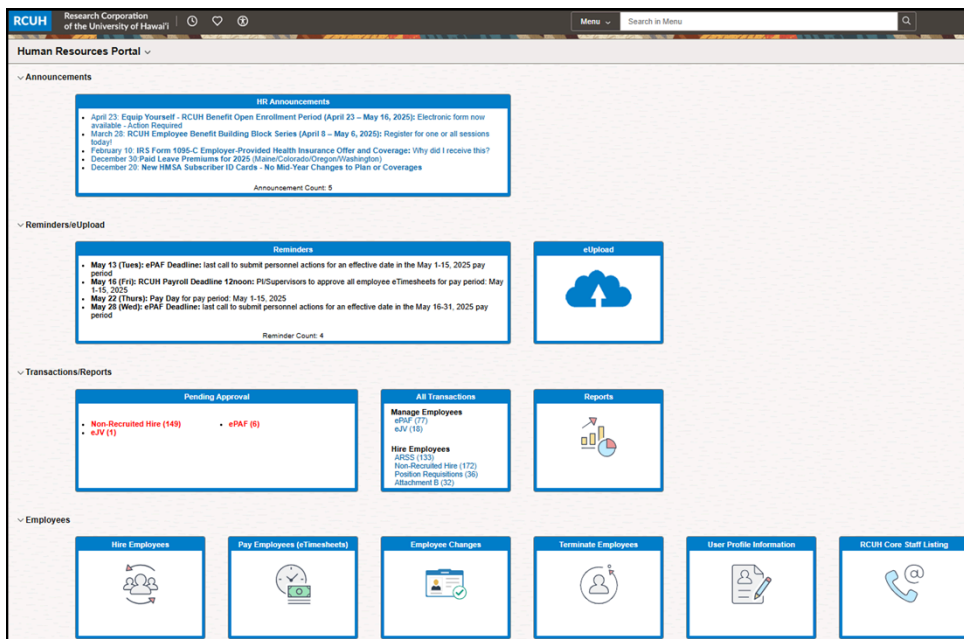 RCUH
Research Corporation
of the University of Hawai'i
Menu
Search in Menu
Human Resources Portal
Announcements
HR Announcements
April 23: Equip Yourself - RCUH Benefit Open Enrollment Period (April 23 – May 16, 2025): Electronic form now
available - Action Required
March 28: RCUH Employee Benefit Building Block Series (April 8 – May 6, 2025): Register for one or all sessions
today!
February 10: IRS Form 1095-C Employer-Provided Health Insurance Offer and Coverage: Why did I receive this?
December 30:Paid Leave Premiums for 2025 (Maine/Colorado/Oregon/Washington)
December 20: New HMSA Subscriber ID Cards - No Mid-Year Changes to Plan or Coverages
Announcement Count: 5
Reminders/eUpload
Reminders
May 13 (Tues): ePAF Deadline: last call to submit personnel actions for an effective date in the May 1-15, 2025 pay
period
May 16 (Fri): RCUH Payroll Deadline 12noon: PI/Supervisors to approve all employee eTimesheets for pay period: May
1-15, 2025
May 22 (Thurs): Pay Day for pay period: May 1-15, 2025
May 28 (Wed): ePAF Deadline: last call to submit personnel actions for an effective date in the May 16-31, 2025 pay
period
Reminder Count: 4
eUpload
Transactions/Reports
Pending Approval
Non-Recruited Hire (149)
ePAF (6)
eJV (1)
All Transactions
Manage Employees
ePAF (77)
eJV (18)
Hire Employees
ARSS (133)
Non-Recruited Hire (172)
Position Requisitions (36)
Attachment B (32)
Reports
Employees
Hire Employees
Pay Employees (eTimesheets)
Employee Changes
Terminate Employees
User Profile Information
RCUH Core Staff Listing